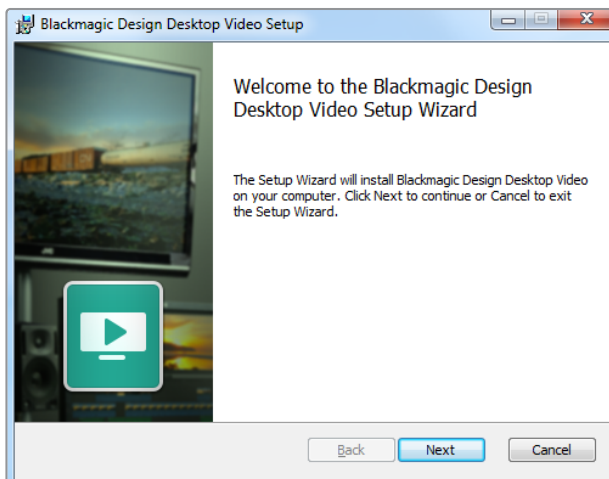 Blackmagic Design Desktop Video Setup
Welcome to the Blackmagic Design
Desktop Video Setup Wizard
The Setup Wizard will install Blackmagic Design Desktop Video
on your computer. Click Next to continue or Cancel to exit
the Setup Wizard.
JVC
Back
Next
Cancel